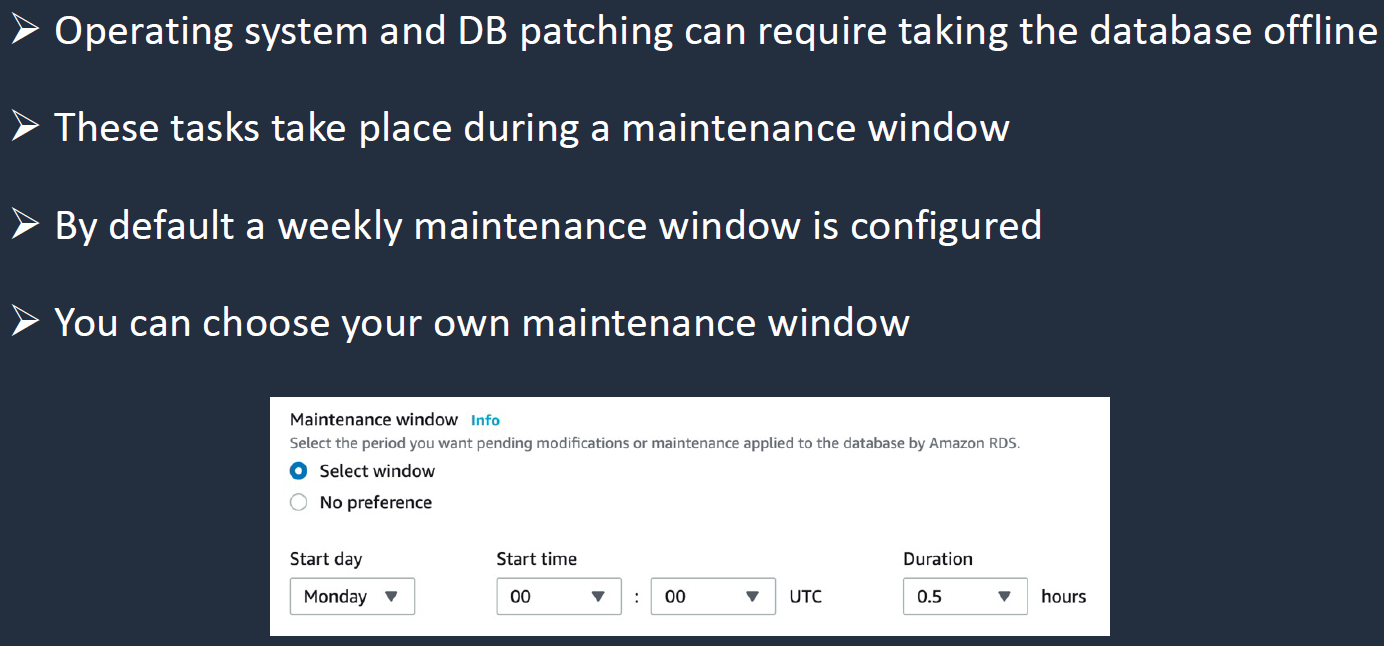 ➢ Operating system and DB patching can require taking the database offline
➢ These tasks take place during a maintenance window
➢ By default a weekly maintenance window is configured
➢ You can choose your own maintenance window
Maintenance window Info
Select the period you want pending modifications or maintenance applied to the database by Amazon RDS.
Select window
No preference
Start day Start time Duration
Monday 00 : 00 UTC 0.5 hours